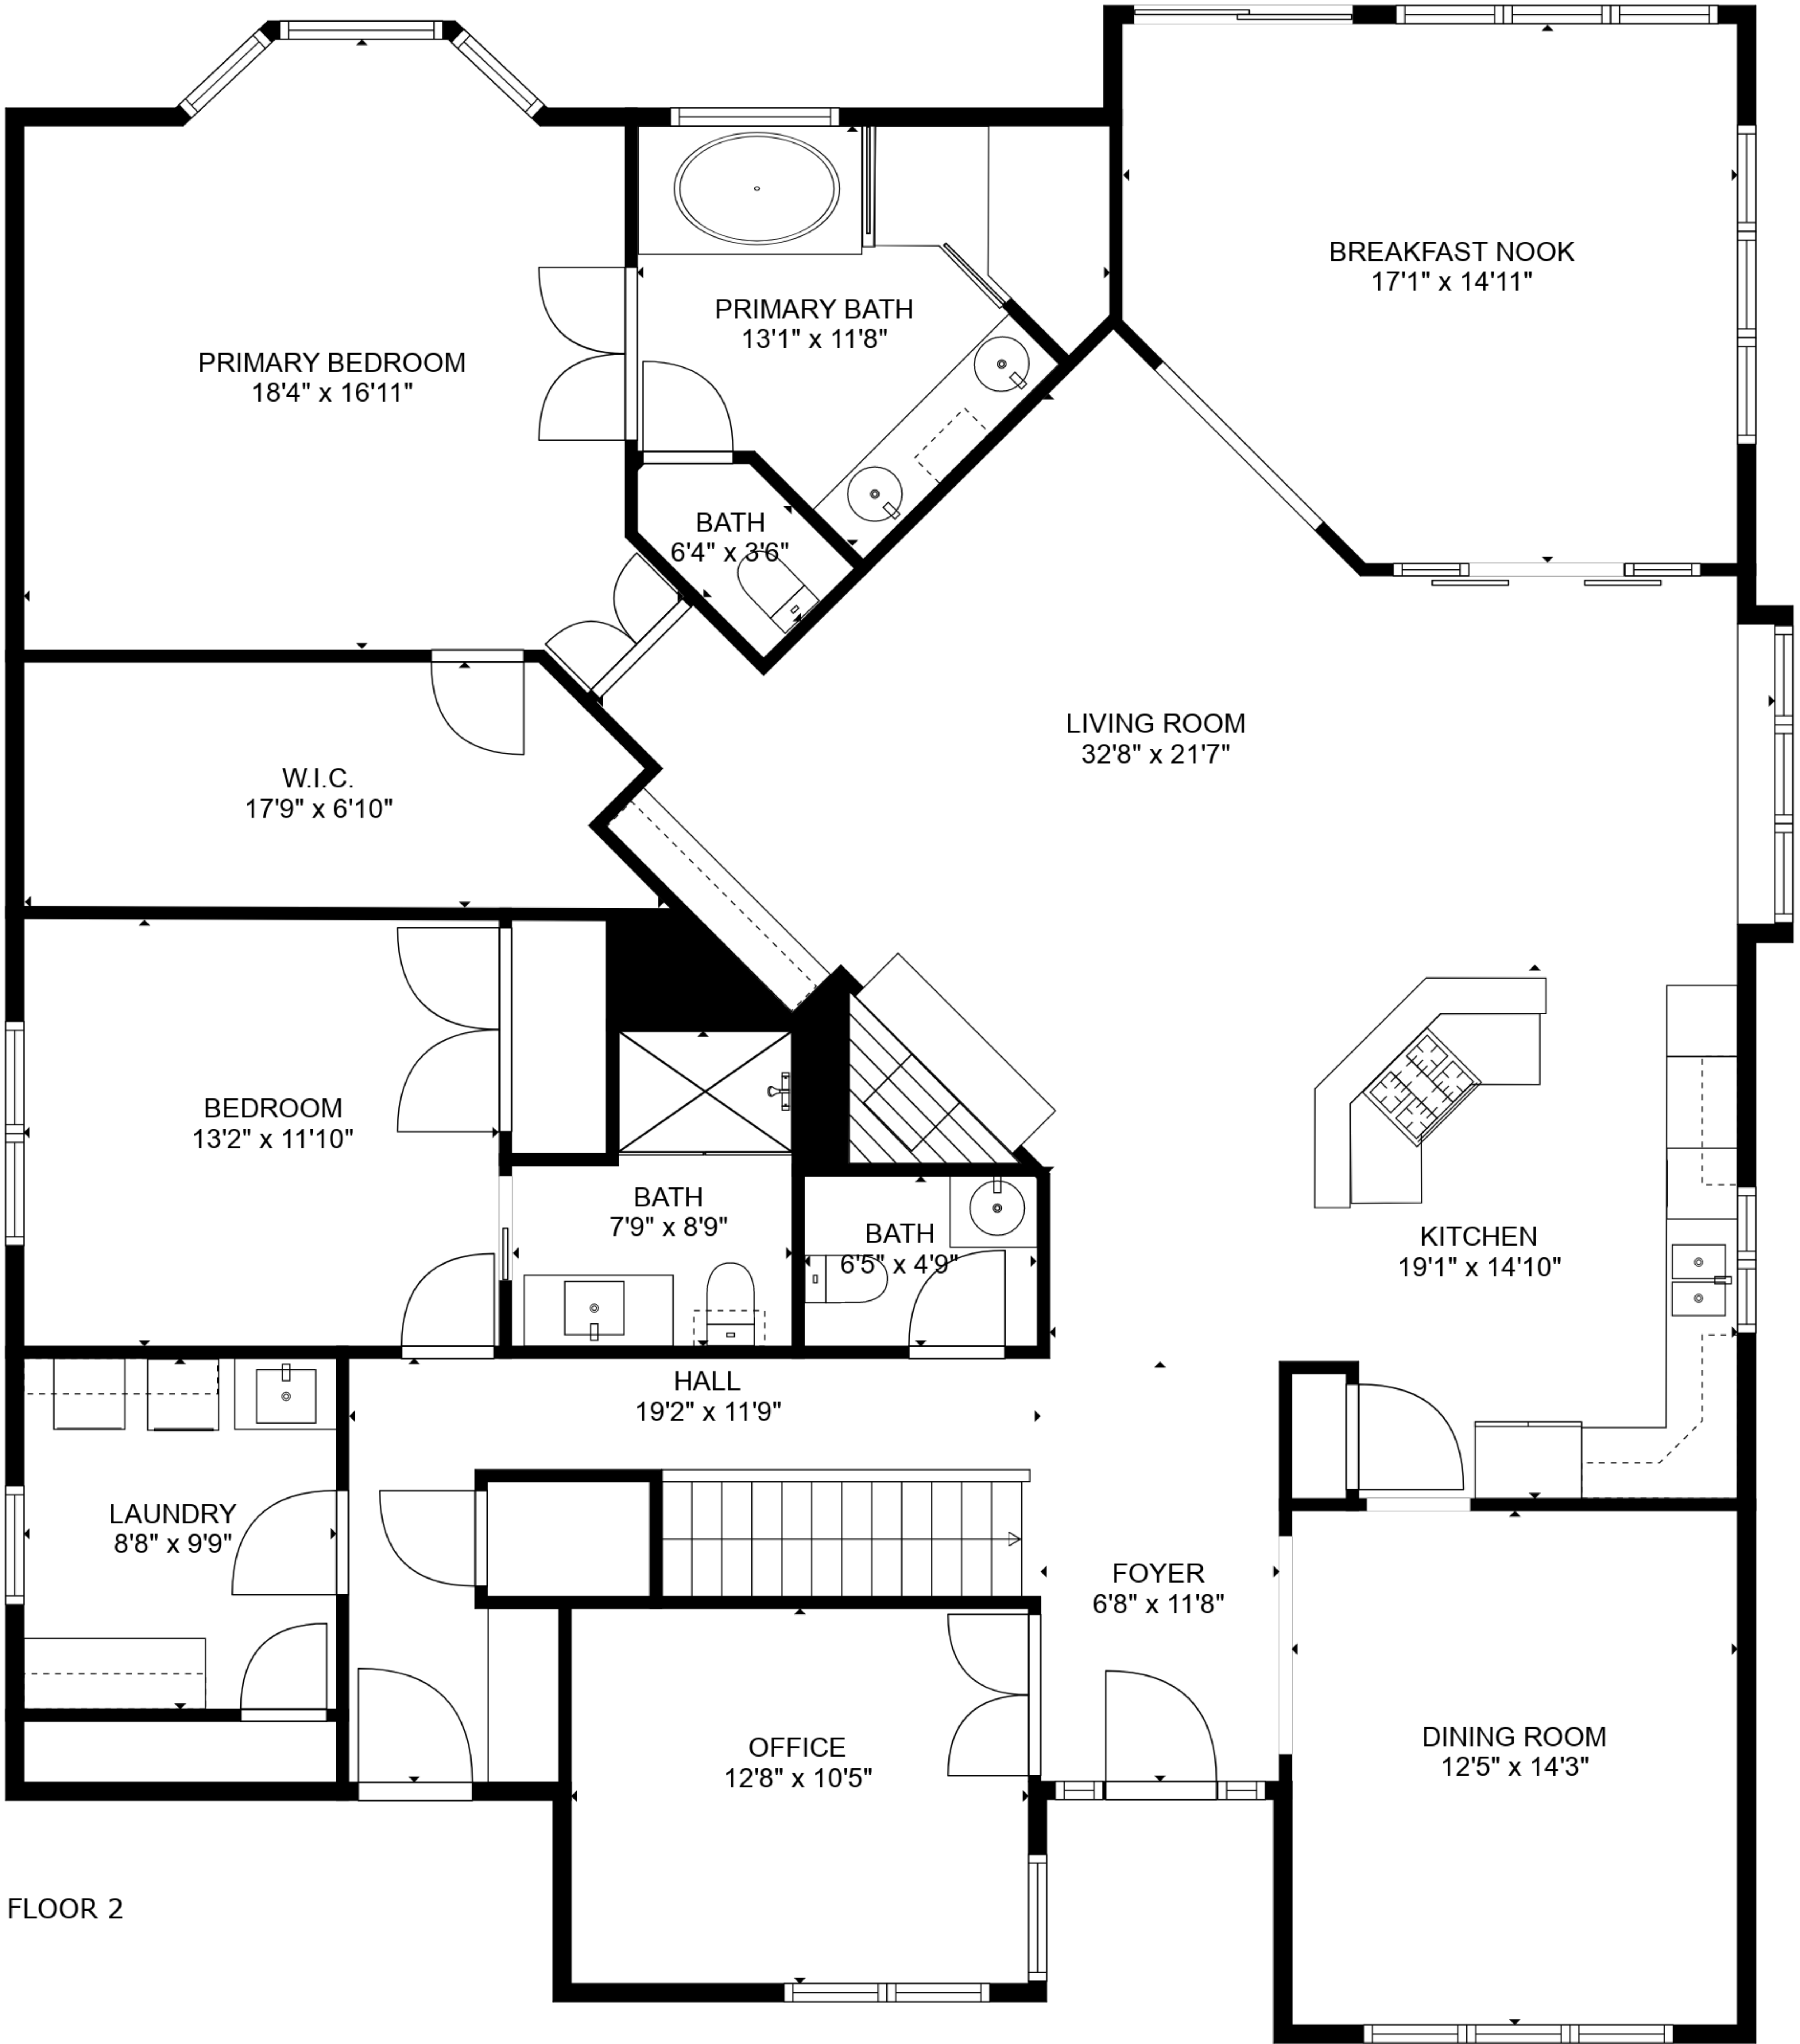 BREAKFAST NOOK
17'1" x 14'11"
PRIMARY BATH
13'1" x 11'8"
PRIMARY BEDROOM
18'4" x 16'11"
BATH
6'4" x 3'6"
LIVING ROOM
32'8" x 21'7"
W.I.C.
17'9" x 6'10"
BEDROOM
13'2" x 11'10"
BATH
7'9" x 8'9"
BATH
6'5" x 4'9"
KITCHEN
19'1" x 14'10"
HALL
19'2" x 11'9"
LAUNDRY
8'8" x 9'9"
FOYER
6'8" x 11'8"
OFFICE
12'8" x 10'5"
DINING ROOM
12'5" x 14'3"
FLOOR 2